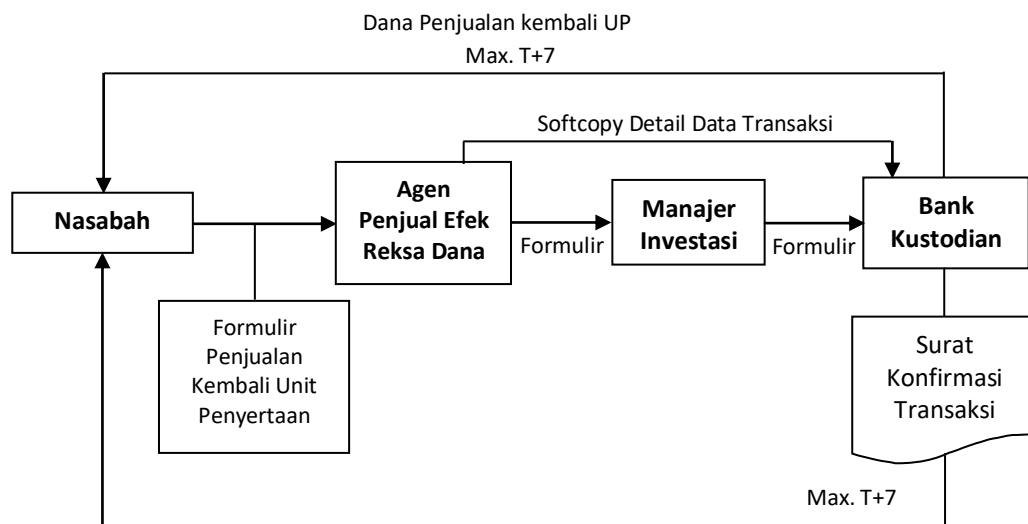 Dana Penjualan kembali UP
Max. T+7
Softcopy Detail Data Transaksi
Nasabah
Agen
Penjual Efek
Reksa Dana
Formulir
Manajer
Investasi
Formulir
Bank
Kustodian
Formulir
Penjualan
Kembali Unit
Penyertaan
Surat
Konfirmasi
Transaksi
Max. T+7